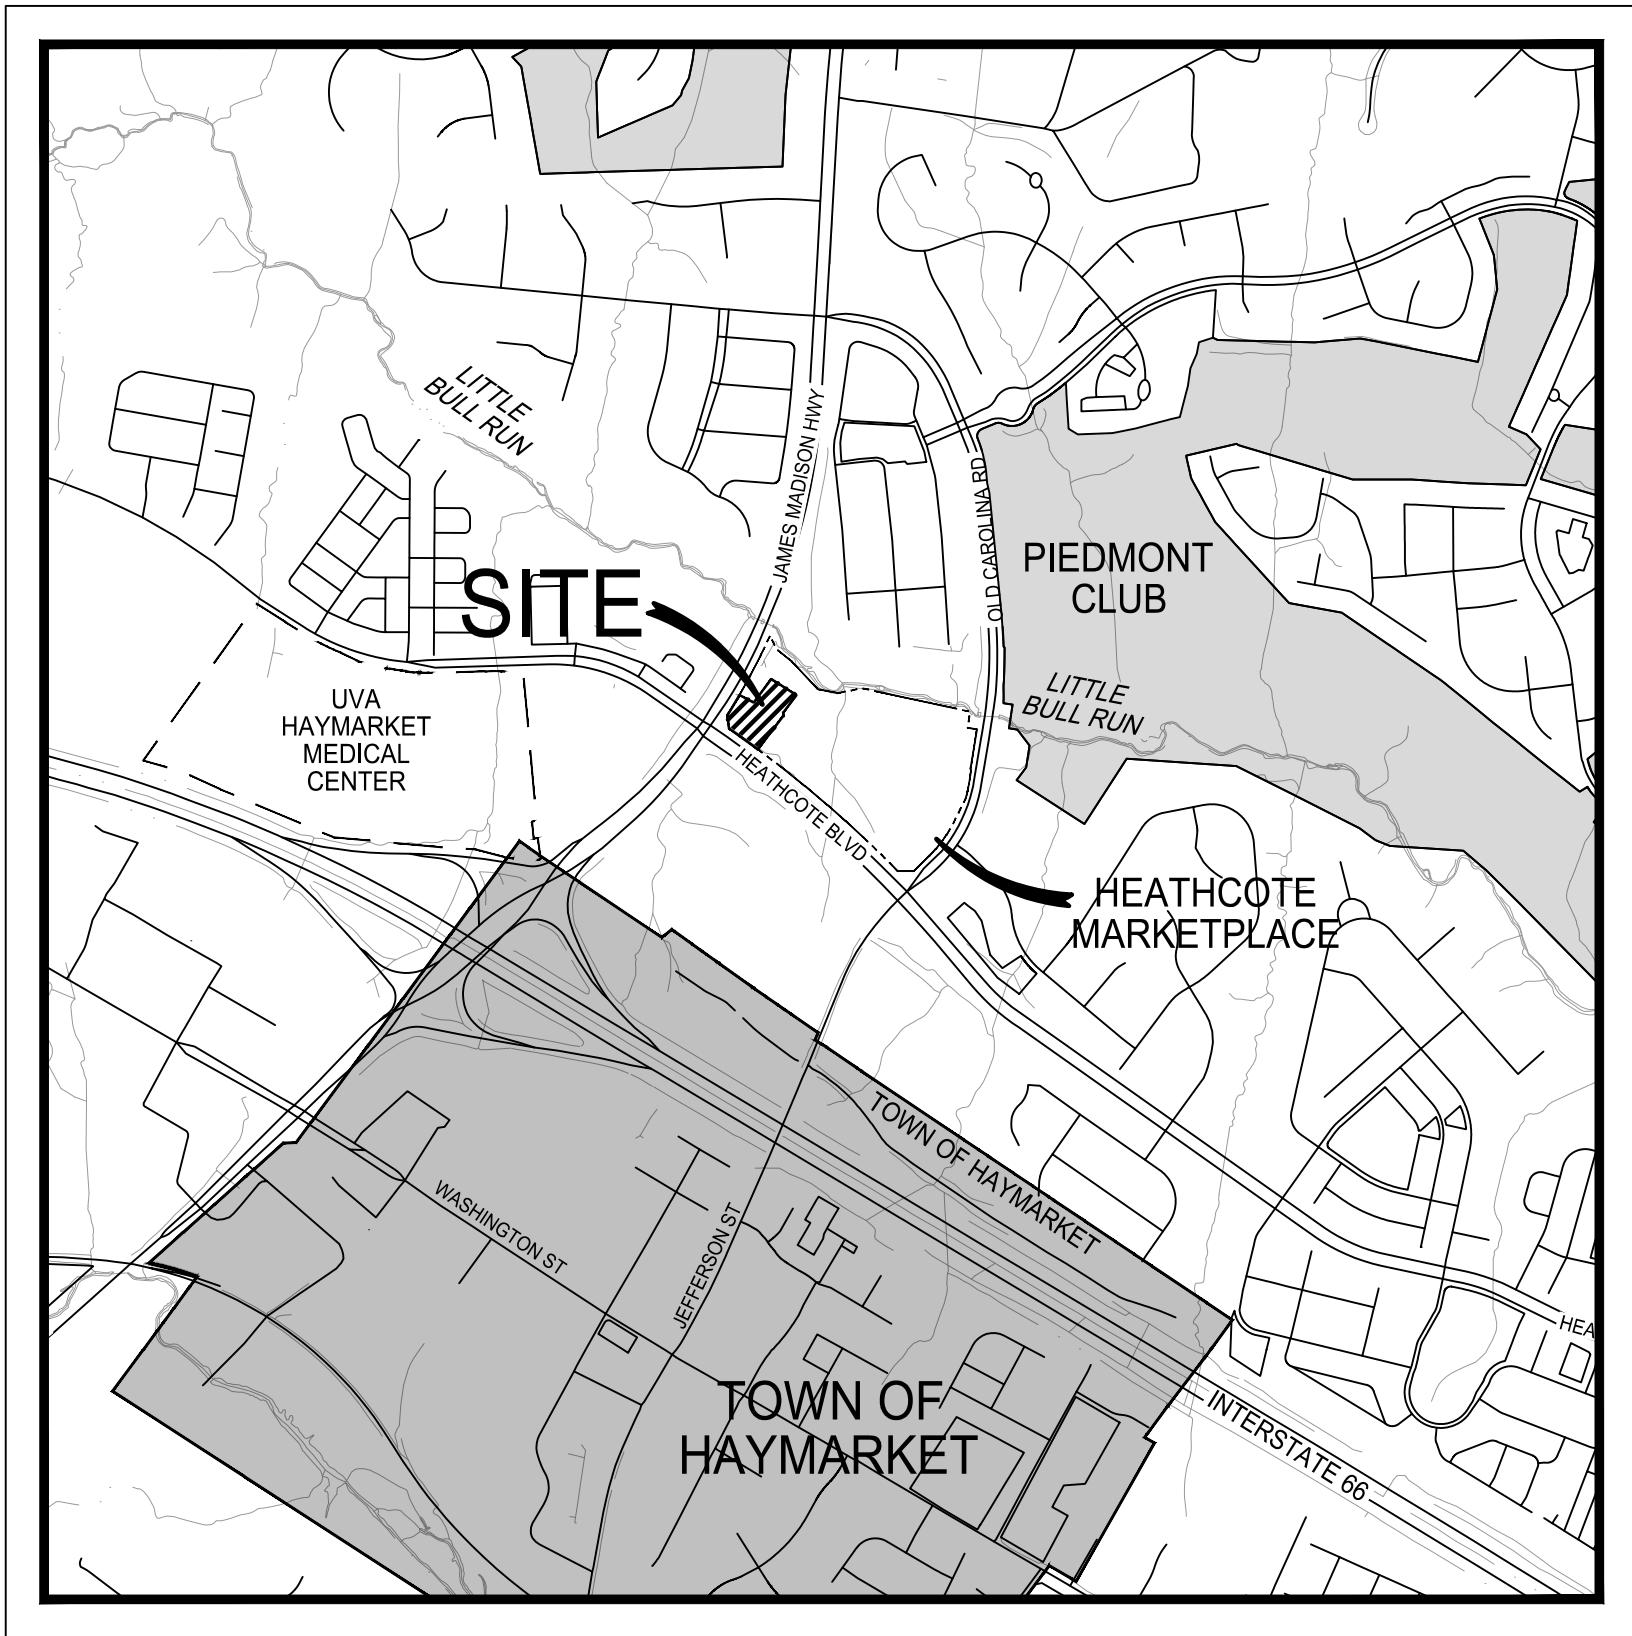 LITTLE
BULL RUN
JAMES MADISON HWY
OLD CAROLINA RD
PIEDMONT
CLUB
SITE
LITTLE
BULL RUN
UVA
HAYMARKET
MEDICAL
CENTER
HEATHCOTE BLVD
HEATHCOTE
MARKETPLACE
TOWN OF HAYMARKET
WASHINGTON ST
JEFFERSON ST
HEA
TOWN OF
HAYMARKET
INTERSTATE 66